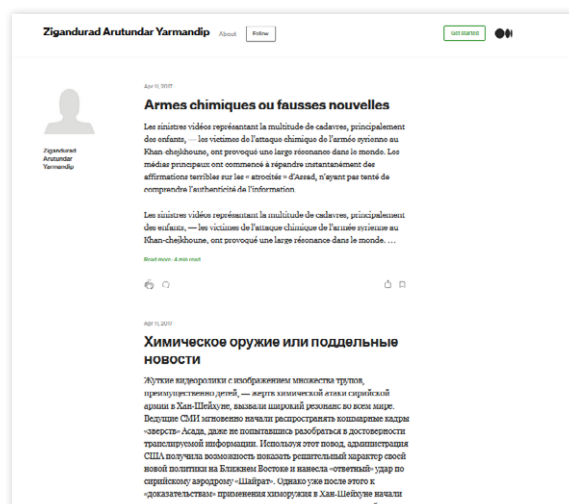 Zigandurad Arutundar Yarmandip
About
Follow
Get started
Zigandurad
Arutundar
Yarmandip
Apr 11, 2017
Armes chimiques ou fausses nouvelles
Les sinistres vidéos représantant la multitude de cadavres, principalement
des enfants, — les victimes de l'attaque chimique de l'armée syrienne au
Khan-chejkhoune, ont provoqué une large résonance dans le monde. Les
médias principaux ont commencé à répandre instantanément des
affirmations terribles sur les « atrocités » d'Assad, n'ayant pas tenté de
comprendre l'authenticité de l'information.
Les sinistres vidéos représantant la multitude de cadavres, principalement
des enfants, — les victimes de l'attaque chimique de l'armée syrienne au
Khan-chejkhoune, ont provoqué une large résonance dans le monde. …
Read more · 4 min read
Apr 11, 2017
Химическое оружие или поддельные
новости
Жуткие видеоролики с изображением множества трупов,
преимущественно детей, — жертв химической атаки сирийской
армии в Хан-Шейхуне, вызвали широкий резонанс во всем мире.
Ведущие СМИ мгновенно начали распространять кошмарные кадры
«зверств» Асада, даже не попытавшись разобраться в достоверности
транслируемой информации. Используя этот повод, администрация
США получила возможность показать решительный характер своей
новой политики на Ближнем Востоке и нанесла «ответный» удар по
сирийскому аэродрому «Шайрат». Однако уже после этого к
«доказательствам» применения химоружия в Хан-Шейхуне начали